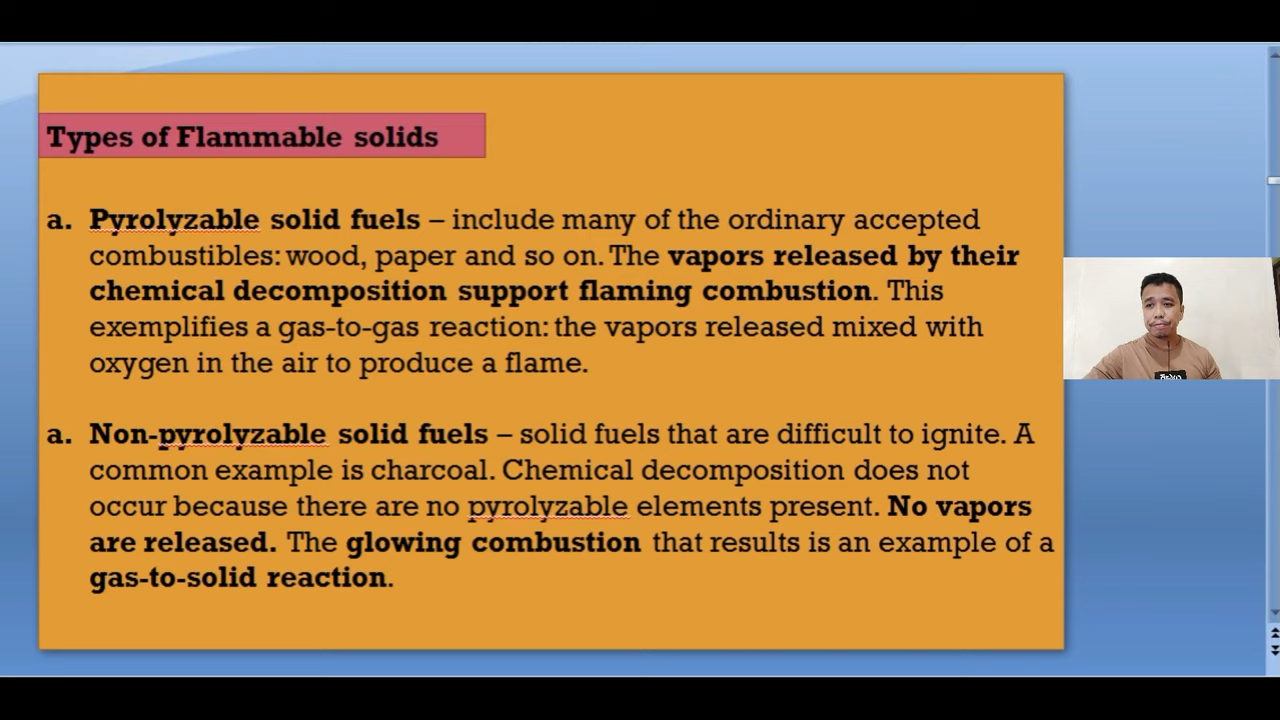 Types of Flammable solids
a. Pyrolyzable solid fuels – include many of the ordinary accepted
combustibles: wood, paper and so on. The vapors released by their
chemical decomposition support flaming combustion. This
exemplifies a gas-to-gas reaction: the vapors released mixed with
oxygen in the air to produce a flame.
a. Non-pyrolyzable solid fuels – solid fuels that are difficult to ignite. A
common example is charcoal. Chemical decomposition does not
occur because there are no pyrolyzable elements present. No vapors
are released. The glowing combustion that results is an example of a
gas-to-solid reaction.